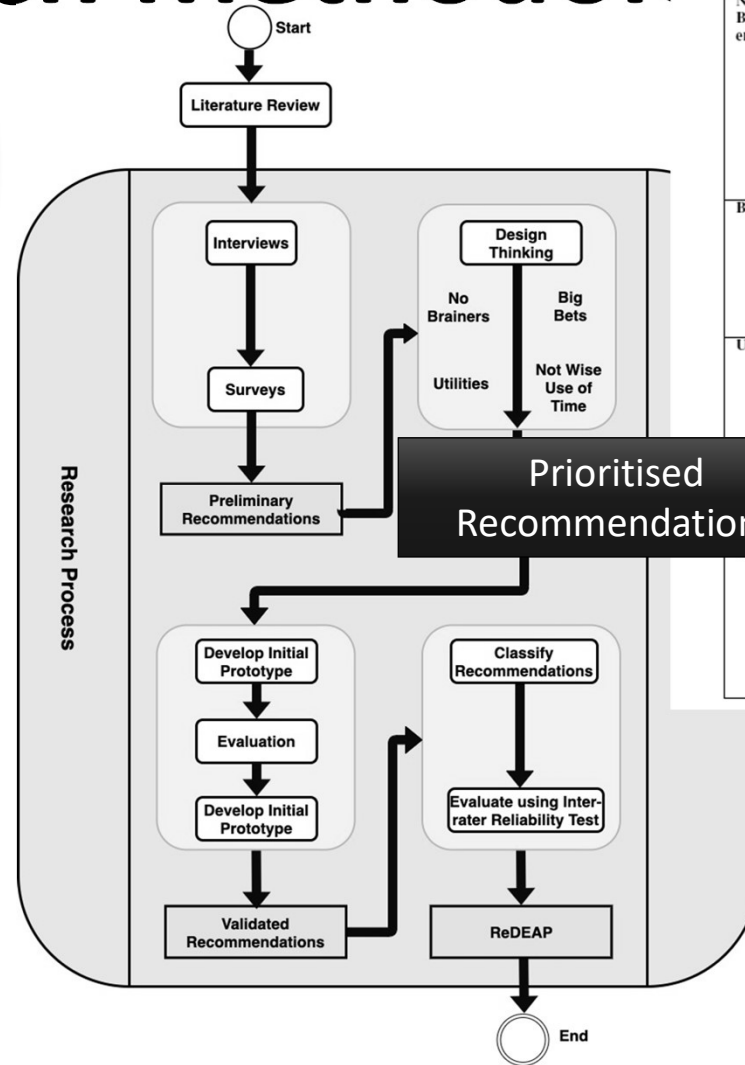 Start
Literature Review
Interviews
Surveys
Preliminary
Recommendations
Design
Thinking
No
Brainers
Big
Bets
Utilities
Not Wise
Use of
Time
Prioritised
Research Process
Develop Initial
Prototype
Evaluation
Develop Initial
Prototype
Validated
Recommendations
Classify
Recommendations
Evaluate using Inter-
rater Reliability Test
ReDEAP
End